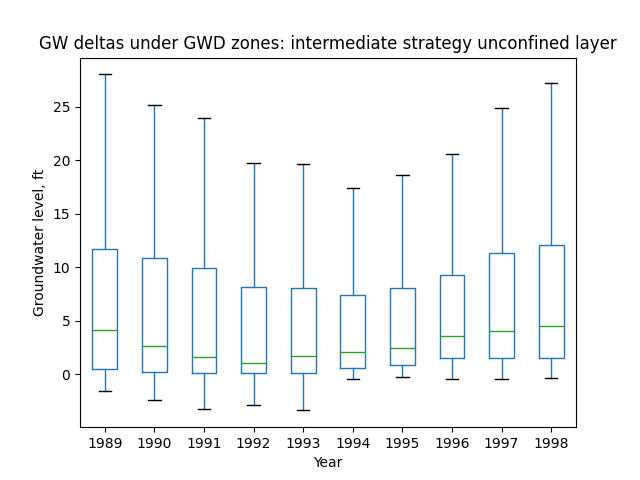 GW deltas under GWD zones: intermediate strategy unconfined layer
Groundwater level, ft
25
20
15
10
5
0
1989 1990 1991 1992 1993 1994 1995 1996 1997 1998
Year